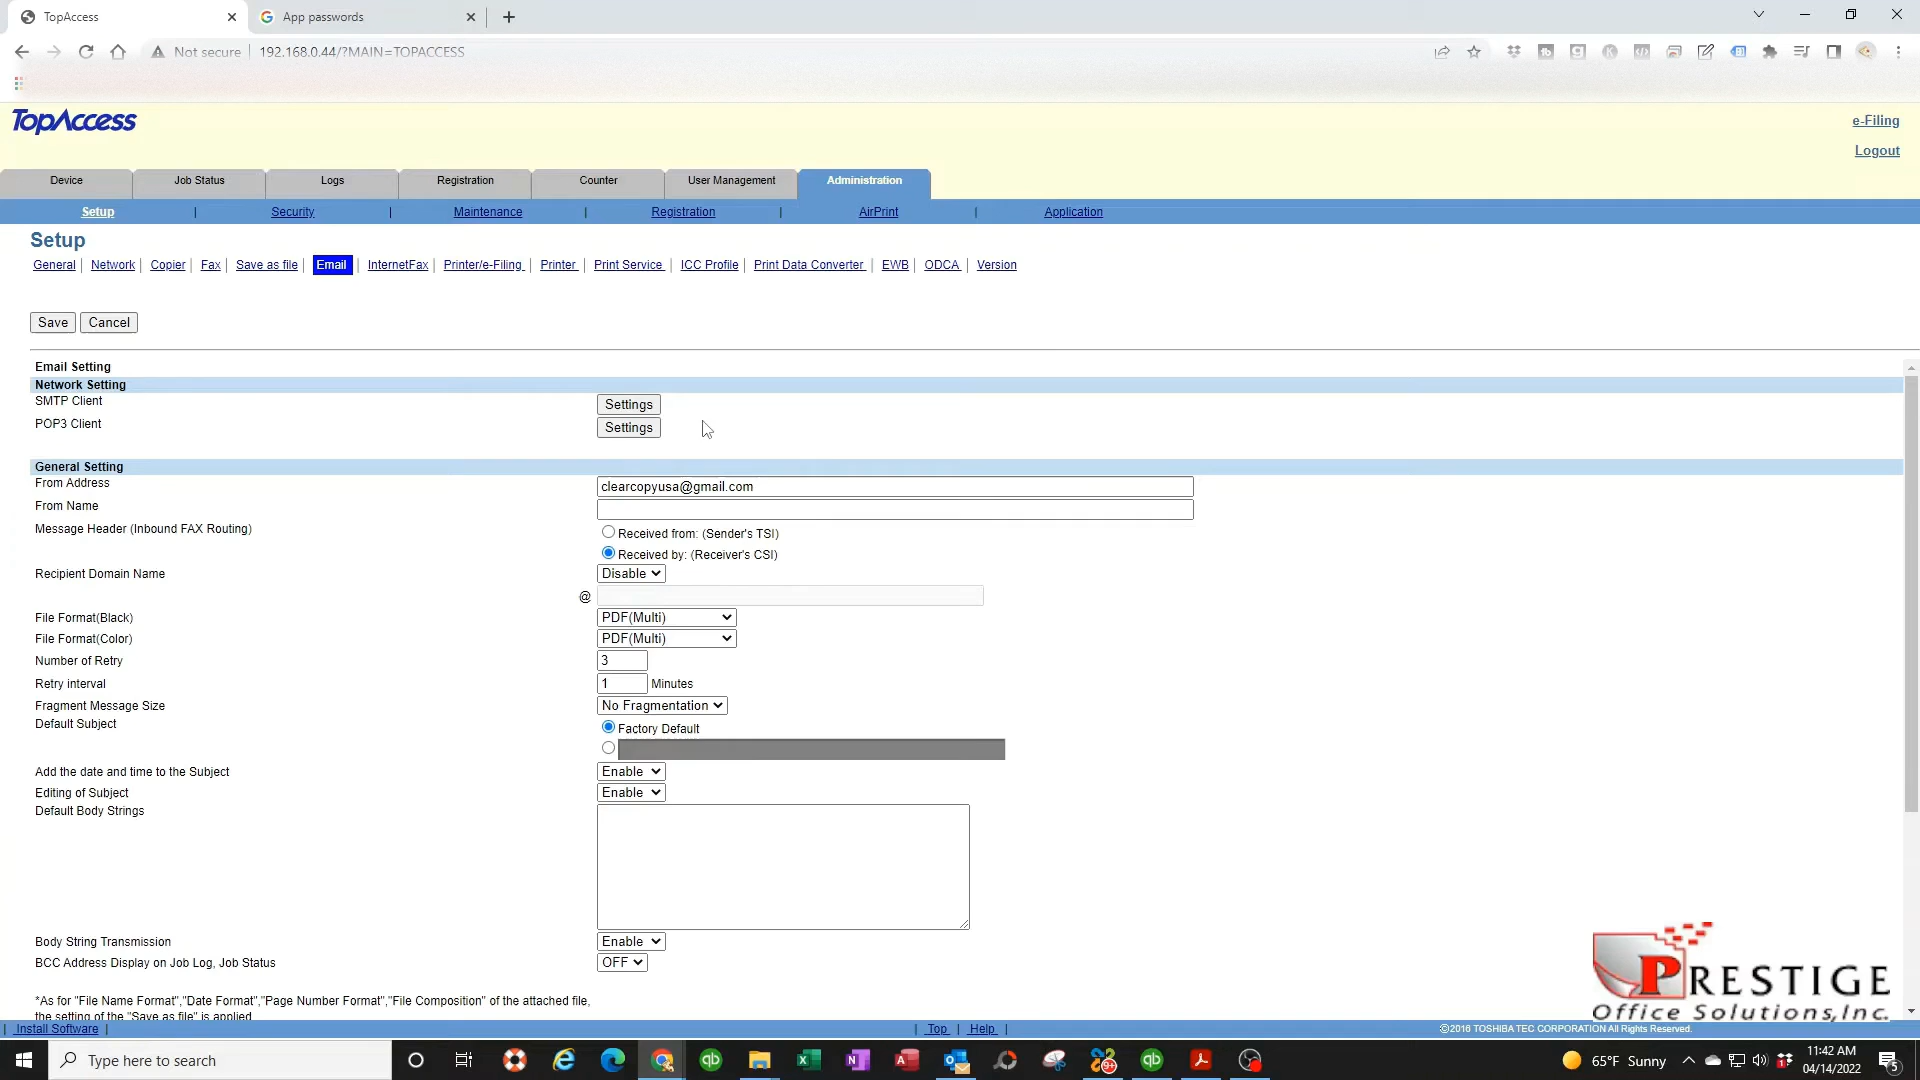 TopAccess
App passwords
Not secure
192.168.0.44/?MAIN=TOPACCESS
TopAccess
e-Filing
Logout
Device
Job Status
Logs
Registration
Counter
User Management
Administration
Setup | Security | Maintenance | Registration | AirPrint | Application
Setup
General | Network | Copier | Fax | Save as file | Email | InternetFax | Printer/e-Filing | Printer | Print Service | ICC Profile | Print Data Converter | EWB | ODCA | Version
Save Cancel
Email Setting
Network Setting
SMTP Client Settings
POP3 Client Settings
General Setting
From Address clearcopyusa@gmail.com
From Name
Message Header (Inbound FAX Routing) Received from: (Sender's TSI)
Received by: (Receiver's CSI)
Recipient Domain Name Disable
@
File Format(Black) PDF(Multi)
File Format(Color) PDF(Multi)
Number of Retry 3
Retry interval 1 Minutes
Fragment Message Size No Fragmentation
Default Subject Factory Default
Add the date and time to the Subject Enable
Editing of Subject Enable
Default Body Strings
Body String Transmission Enable
BCC Address Display on Job Log, Job Status OFF
*As for "File Name Format","Date Format","Page Number Format","File Composition" of the attached file,
the setting of the "Save as file" is applied
PRESTIGE
Office Solutions, Inc.
| Install Software |
| Top | Help |
©2016 TOSHIBA TEC CORPORATION All Rights Reserved.
Type here to search
65°F Sunny
11:42 AM
04/14/2022